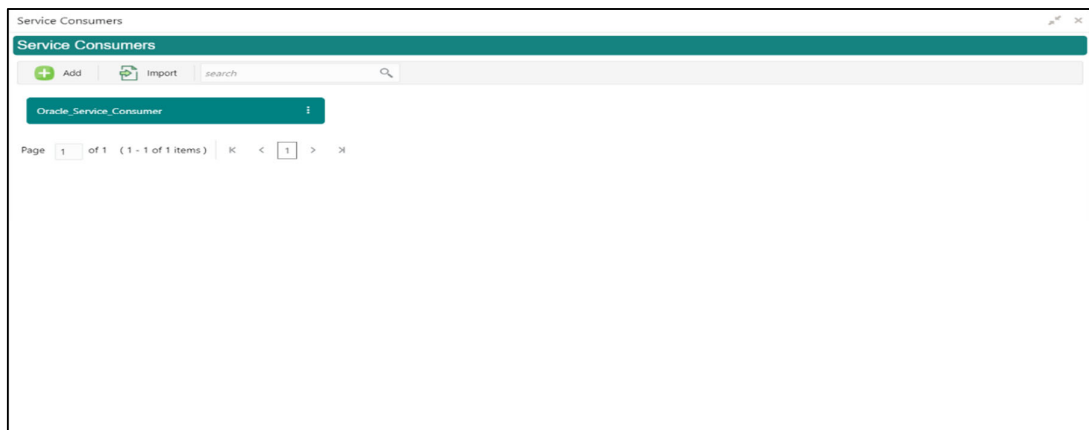 Service Consumers
Service Consumers
Add Import search
Oracle_Service_Consumer
Page 1 of 1 (1 - 1 of 1 items) 1